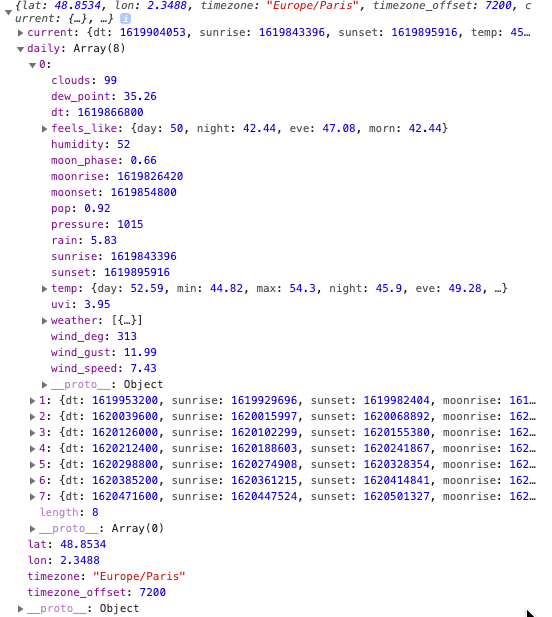 {lat: 48.8534, lon: 2.3488, timezone: "Europe/Paris", timezone_offset: 7200, c
urrent: {…}, …} i
current: {dt: 1619904053, sunrise: 1619843396, sunset: 1619895916, temp: 45…
daily: Array(8)
0:
clouds: 99
dew_point: 35.26
dt: 1619866800
feels_like: {day: 50, night: 42.44, eve: 47.08, morn: 42.44}
humidity: 52
moon_phase: 0.66
moonrise: 1619826420
moonset: 1619854800
pop: 0.92
pressure: 1015
rain: 5.83
sunrise: 1619843396
sunset: 1619895916
temp: {day: 52.59, min: 44.82, max: 54.3, night: 45.9, eve: 49.28, …}
uvi: 3.95
weather: [{…}]
wind_deg: 313
wind_gust: 11.99
wind_speed: 7.43
__proto__: Object
1: {dt: 1619953200, sunrise: 1619929696, sunset: 1619982404, moonrise: 161…
2: {dt: 1620039600, sunrise: 1620015997, sunset: 1620068892, moonrise: 162…
3: {dt: 1620126000, sunrise: 1620102299, sunset: 1620155380, moonrise: 162…
4: {dt: 1620212400, sunrise: 1620188603, sunset: 1620241867, moonrise: 162…
5: {dt: 1620298800, sunrise: 1620274908, sunset: 1620328354, moonrise: 162…
6: {dt: 1620385200, sunrise: 1620361215, sunset: 1620414841, moonrise: 162…
7: {dt: 1620471600, sunrise: 1620447524, sunset: 1620501327, moonrise: 162…
length: 8
__proto__: Array(0)
lat: 48.8534
lon: 2.3488
timezone: "Europe/Paris"
timezone_offset: 7200
__proto__: Object